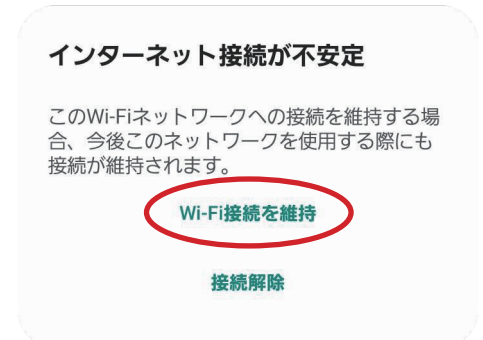 インターネット接続が不安定
このWi-Fiネットワークへの接続を維持する場
合、今後このネットワークを使用する際にも
接続が維持されます。
Wi-Fi接続を維持
接続解除